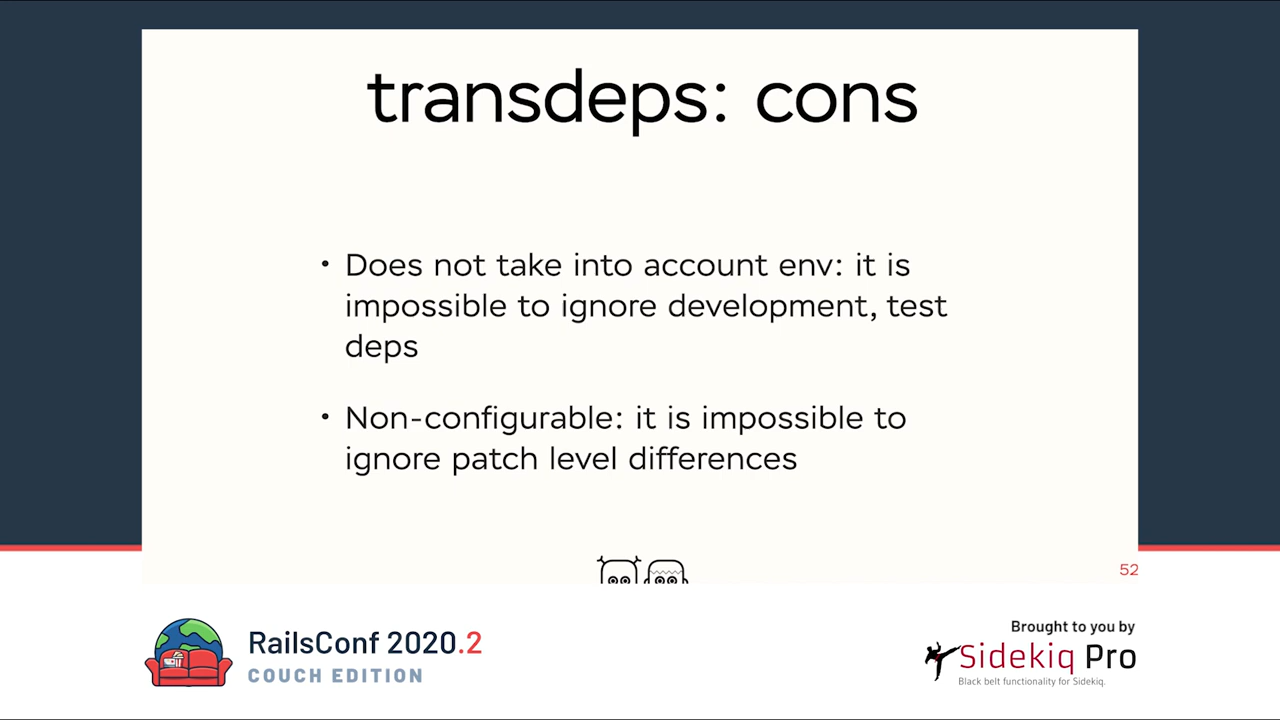 transdeps: cons
• Does not take into account env: it is
impossible to ignore development, test
deps
• Non-configurable: it is impossible to
ignore patch level differences
52
RailsConf 2020.2
COUCH EDITION
Brought to you by
Sidekiq Pro
Black belt functionality for Sidekiq.